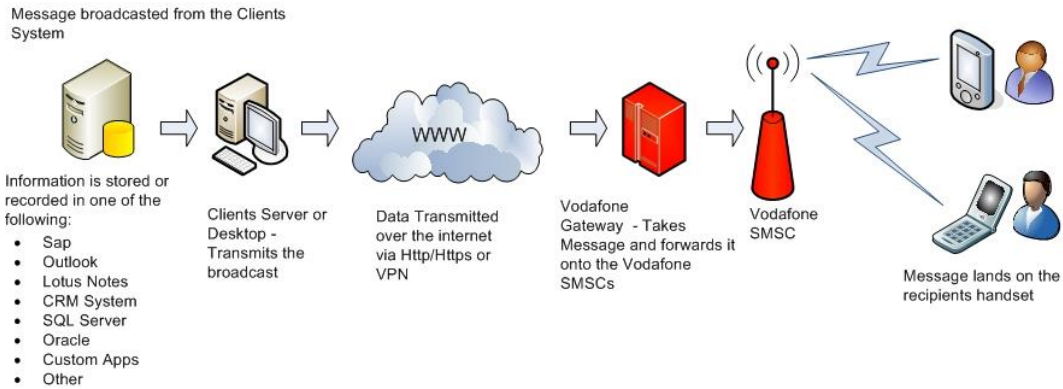 Message broadcasted from the Clients
System
Information is stored or
recorded in one of the
following:
• Sap
• Outlook
• Lotus Notes
• CRM System
• SQL Server
• Oracle
• Custom Apps
• Other
Clients Server or
Desktop -
Transmits the
broadcast
WWW
Data Transmitted
over the internet
via Http/Https or
VPN
Vodafone
Gateway - Takes
Message and forwards it
onto the Vodafone
SMSCs
Vodafone
SMSC
Message lands on the
recipients handset